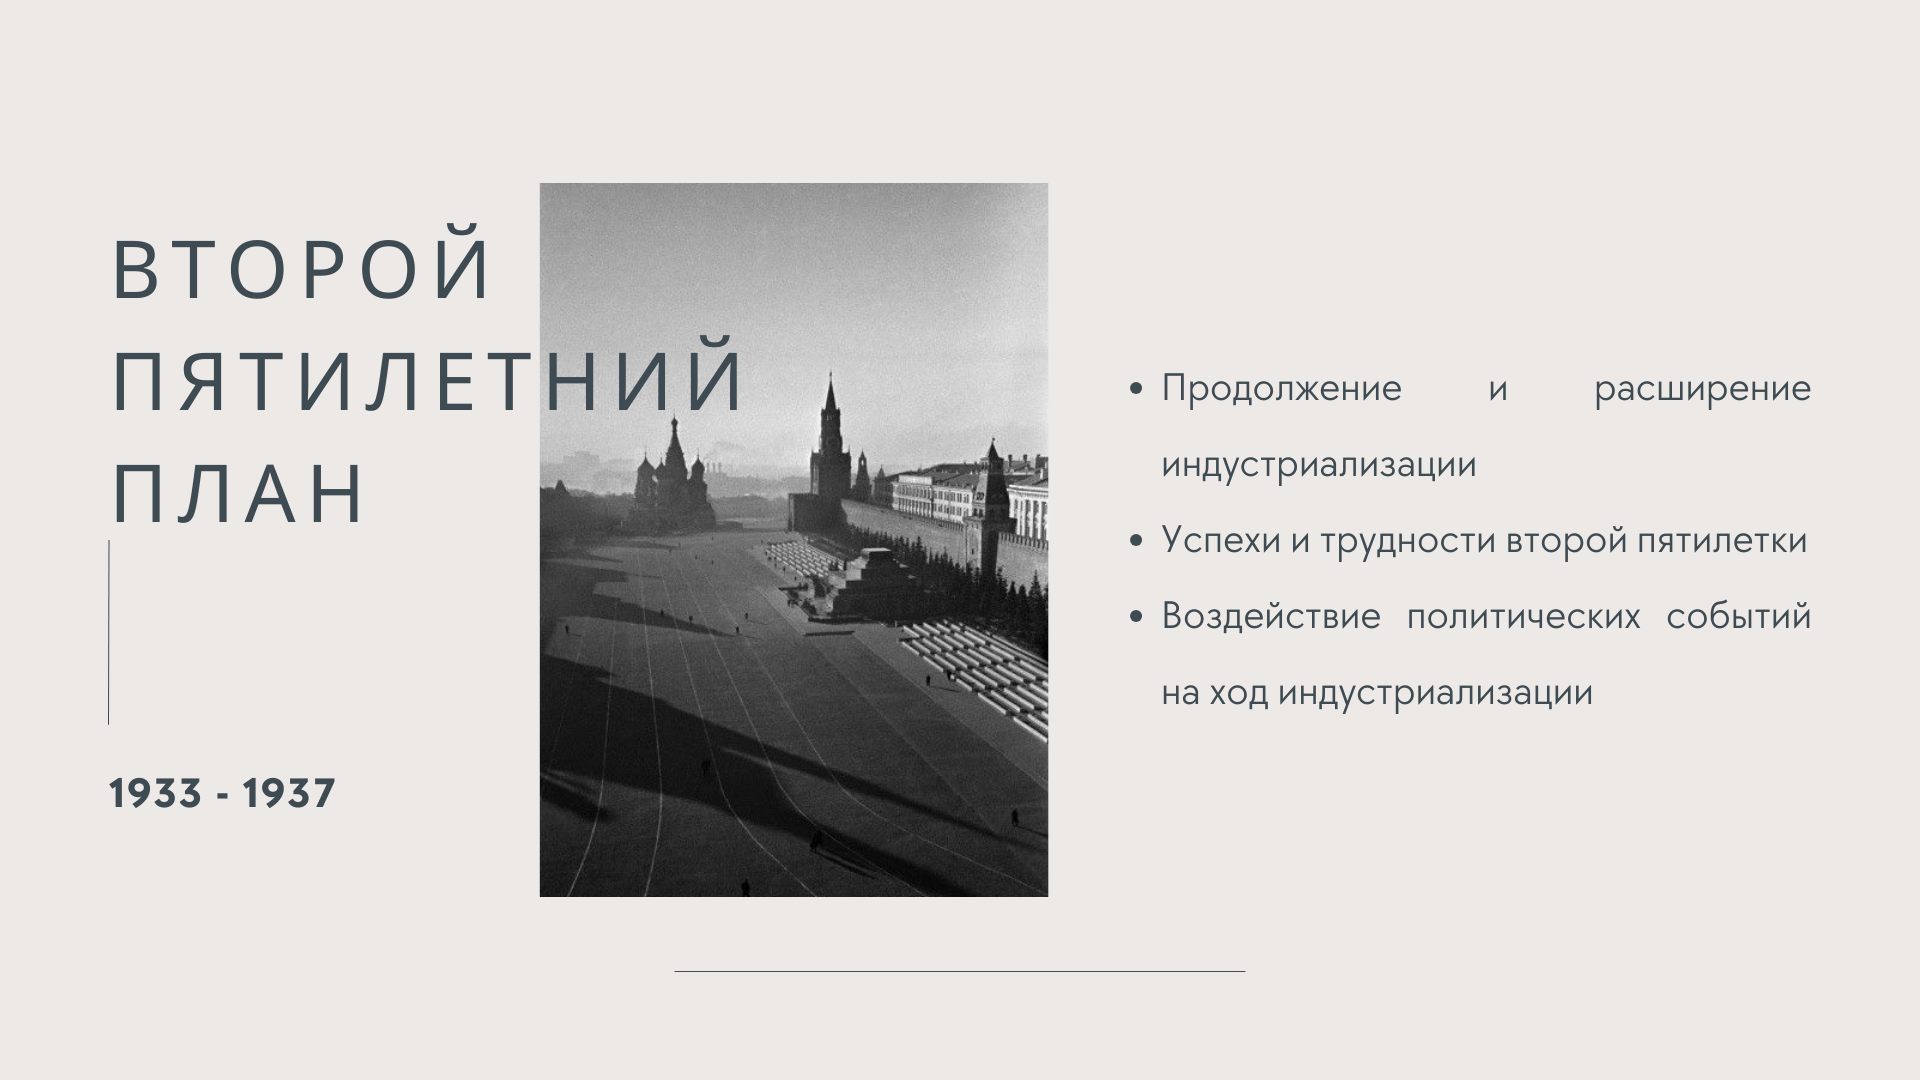 ВТОРОЙ
ПЯТИЛЕТНИЙ
ПЛАН
1933 - 1937
• Продолжение и расширение
индустриализации
• Успехи и трудности второй пятилетки
• Воздействие политических событий
на ход индустриализации